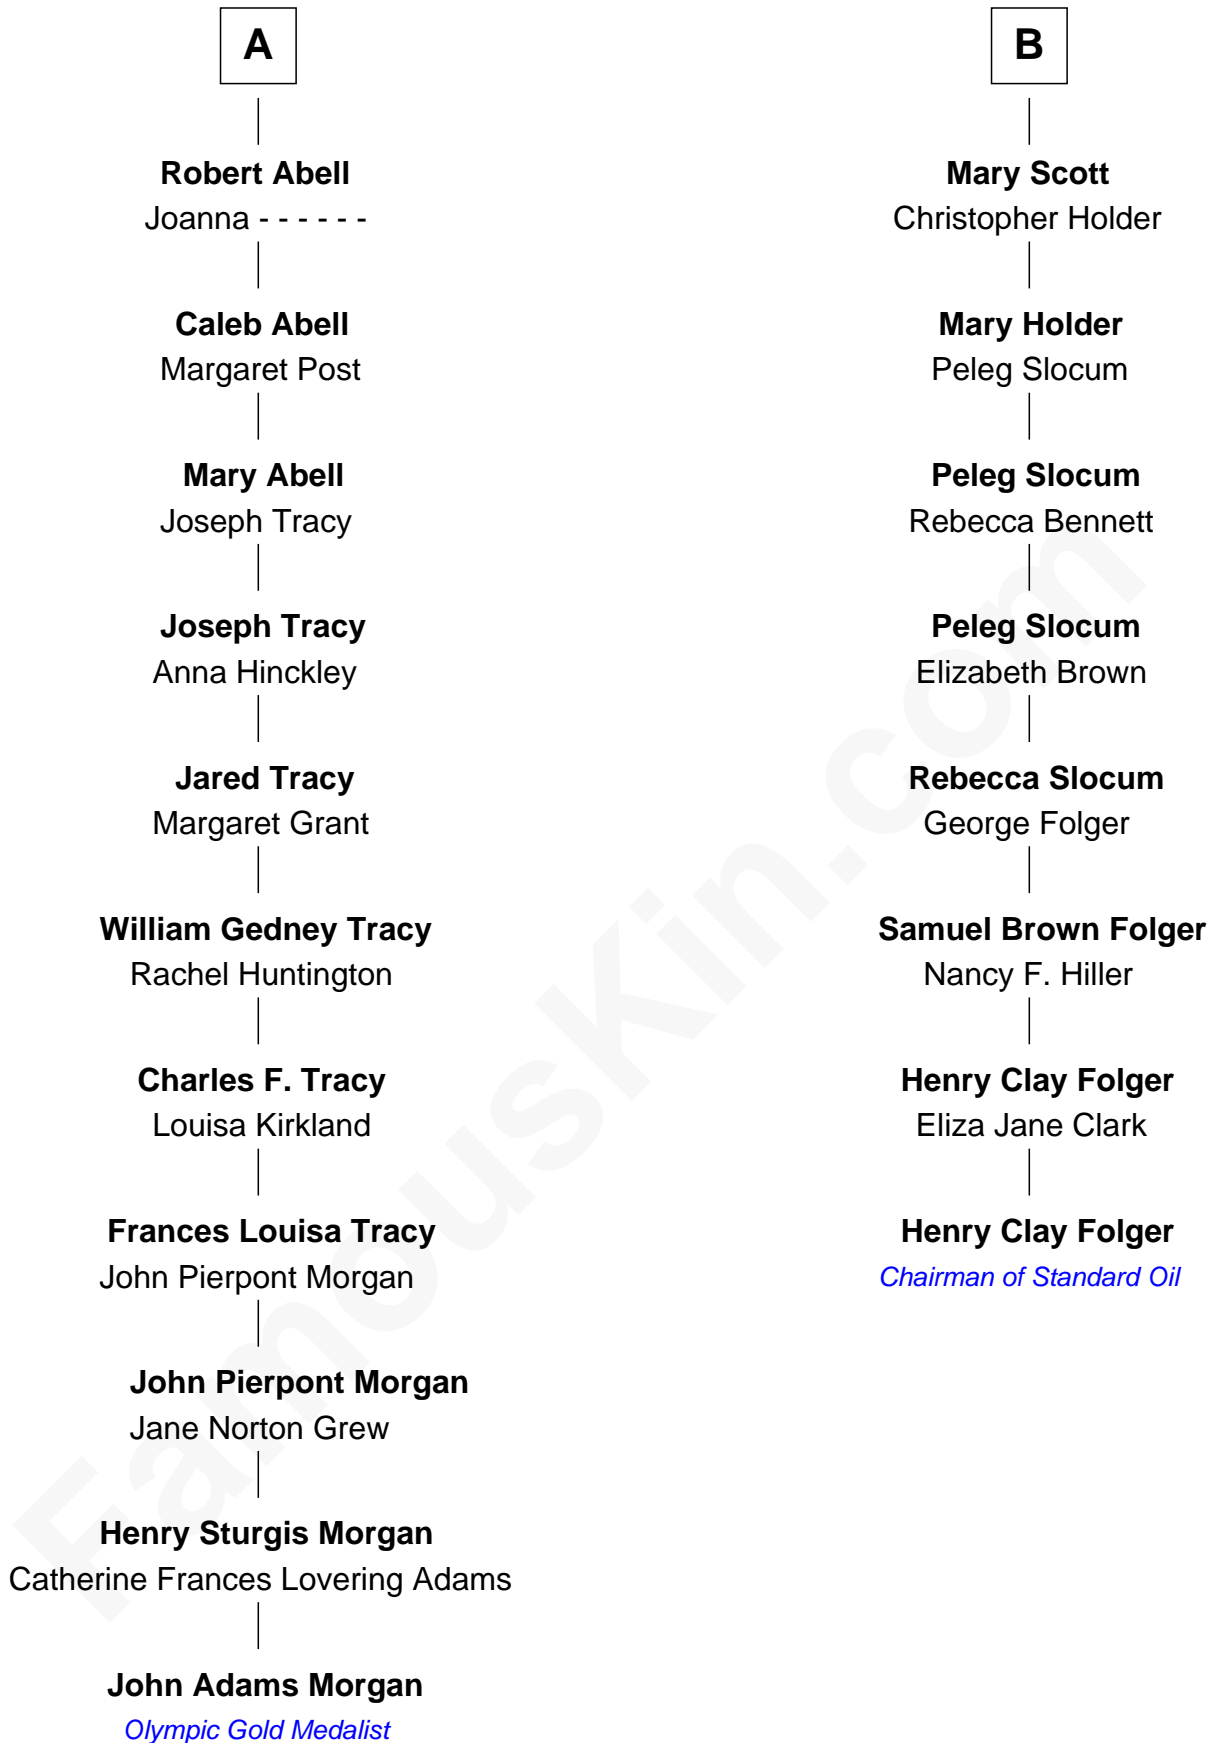 A
Robert Abell
Joanna - - - - - -
Caleb Abell
Margaret Post
Mary Abell
Joseph Tracy
Joseph Tracy
Anna Hinckley
Jared Tracy
Margaret Grant
William Gedney Tracy
Rachel Huntington
Charles F. Tracy
Louisa Kirkland
Frances Louisa Tracy
John Pierpont Morgan
John Pierpont Morgan
Jane Norton Grew
Henry Sturgis Morgan
Catherine Frances Lovering Adams
John Adams Morgan
Olympic Gold Medalist
B
Mary Scott
Christopher Holder
Mary Holder
Peleg Slocum
Peleg Slocum
Rebecca Bennett
Peleg Slocum
Elizabeth Brown
Rebecca Slocum
George Folger
Samuel Brown Folger
Nancy F. Hiller
Henry Clay Folger
Eliza Jane Clark
Henry Clay Folger
Chairman of Standard Oil
FamousKin.com